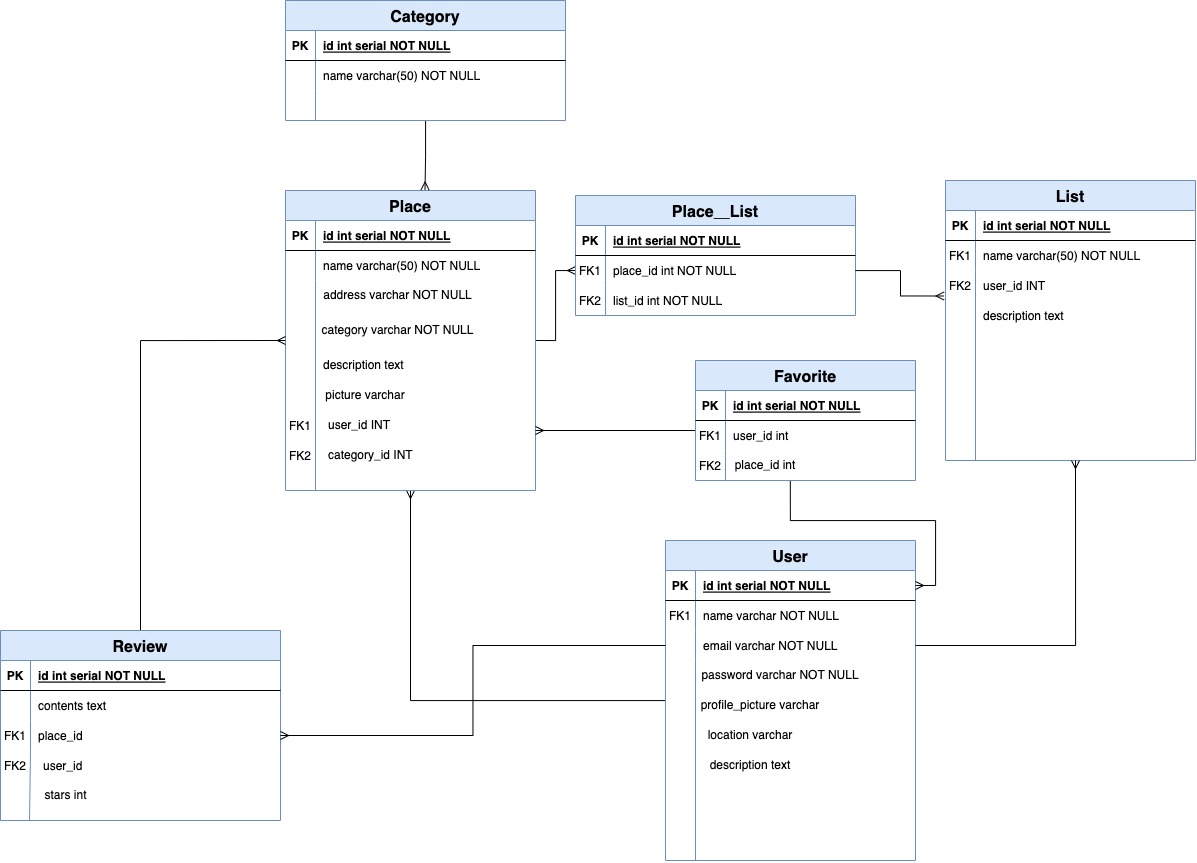 Category
PK id int serial NOT NULL
name varchar(50) NOT NULL
Place
PK id int serial NOT NULL
name varchar(50) NOT NULL
address varchar NOT NULL
category varchar NOT NULL
description text
picture varchar
FK1 user_id INT
FK2 category_id INT
Place__List
PK id int serial NOT NULL
FK1 place_id int NOT NULL
FK2 list_id int NOT NULL
List
PK id int serial NOT NULL
FK1 name varchar(50) NOT NULL
FK2 user_id INT
description text
Favorite
PK id int serial NOT NULL
FK1 user_id int
FK2 place_id int
User
PK id int serial NOT NULL
FK1 name varchar NOT NULL
email varchar NOT NULL
password varchar NOT NULL
profile_picture varchar
location varchar
description text
Review
PK id int serial NOT NULL
contents text
FK1 place_id
FK2 user_id
stars int